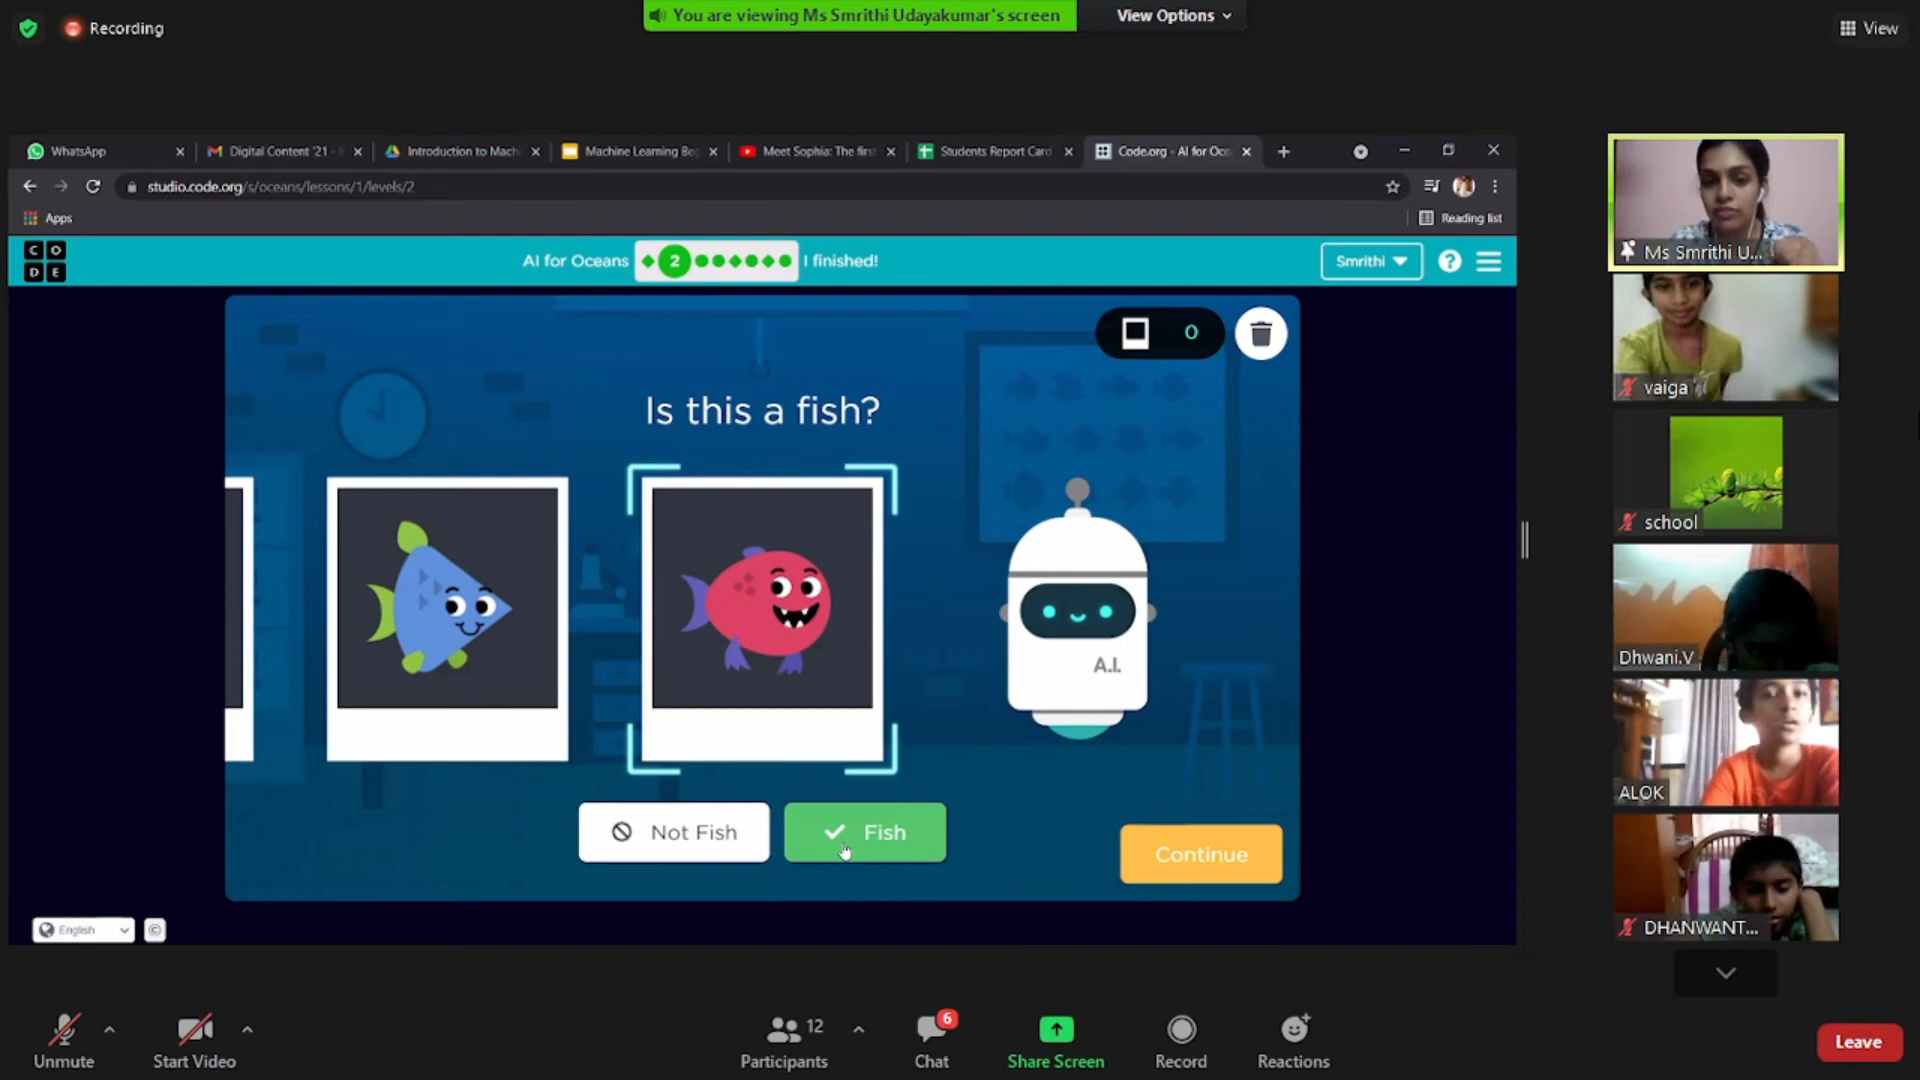 Recording
You are viewing Ms Smrithi Udayakumar's screen
View Options
View
WhatsApp
Digital Content '21 -
Introduction to Mach
Machine Learning Be
Meet Sophia: The first
Students Report Card
Code.org - AI for Oce
studio.code.org/s/oceans/lessons/1/levels/2
Apps
Reading list
C O
D E
AI for Oceans
2
I finished!
Smrithi
?
0
Is this a fish?
A.I.
Not Fish
Fish
Continue
English
©
Ms Smrithi U...
vaiga
school
Dhwani.V
ALOK
DHANWANT...
Unmute
Start Video
Participants
12
Chat
6
Share Screen
Record
Reactions
Leave